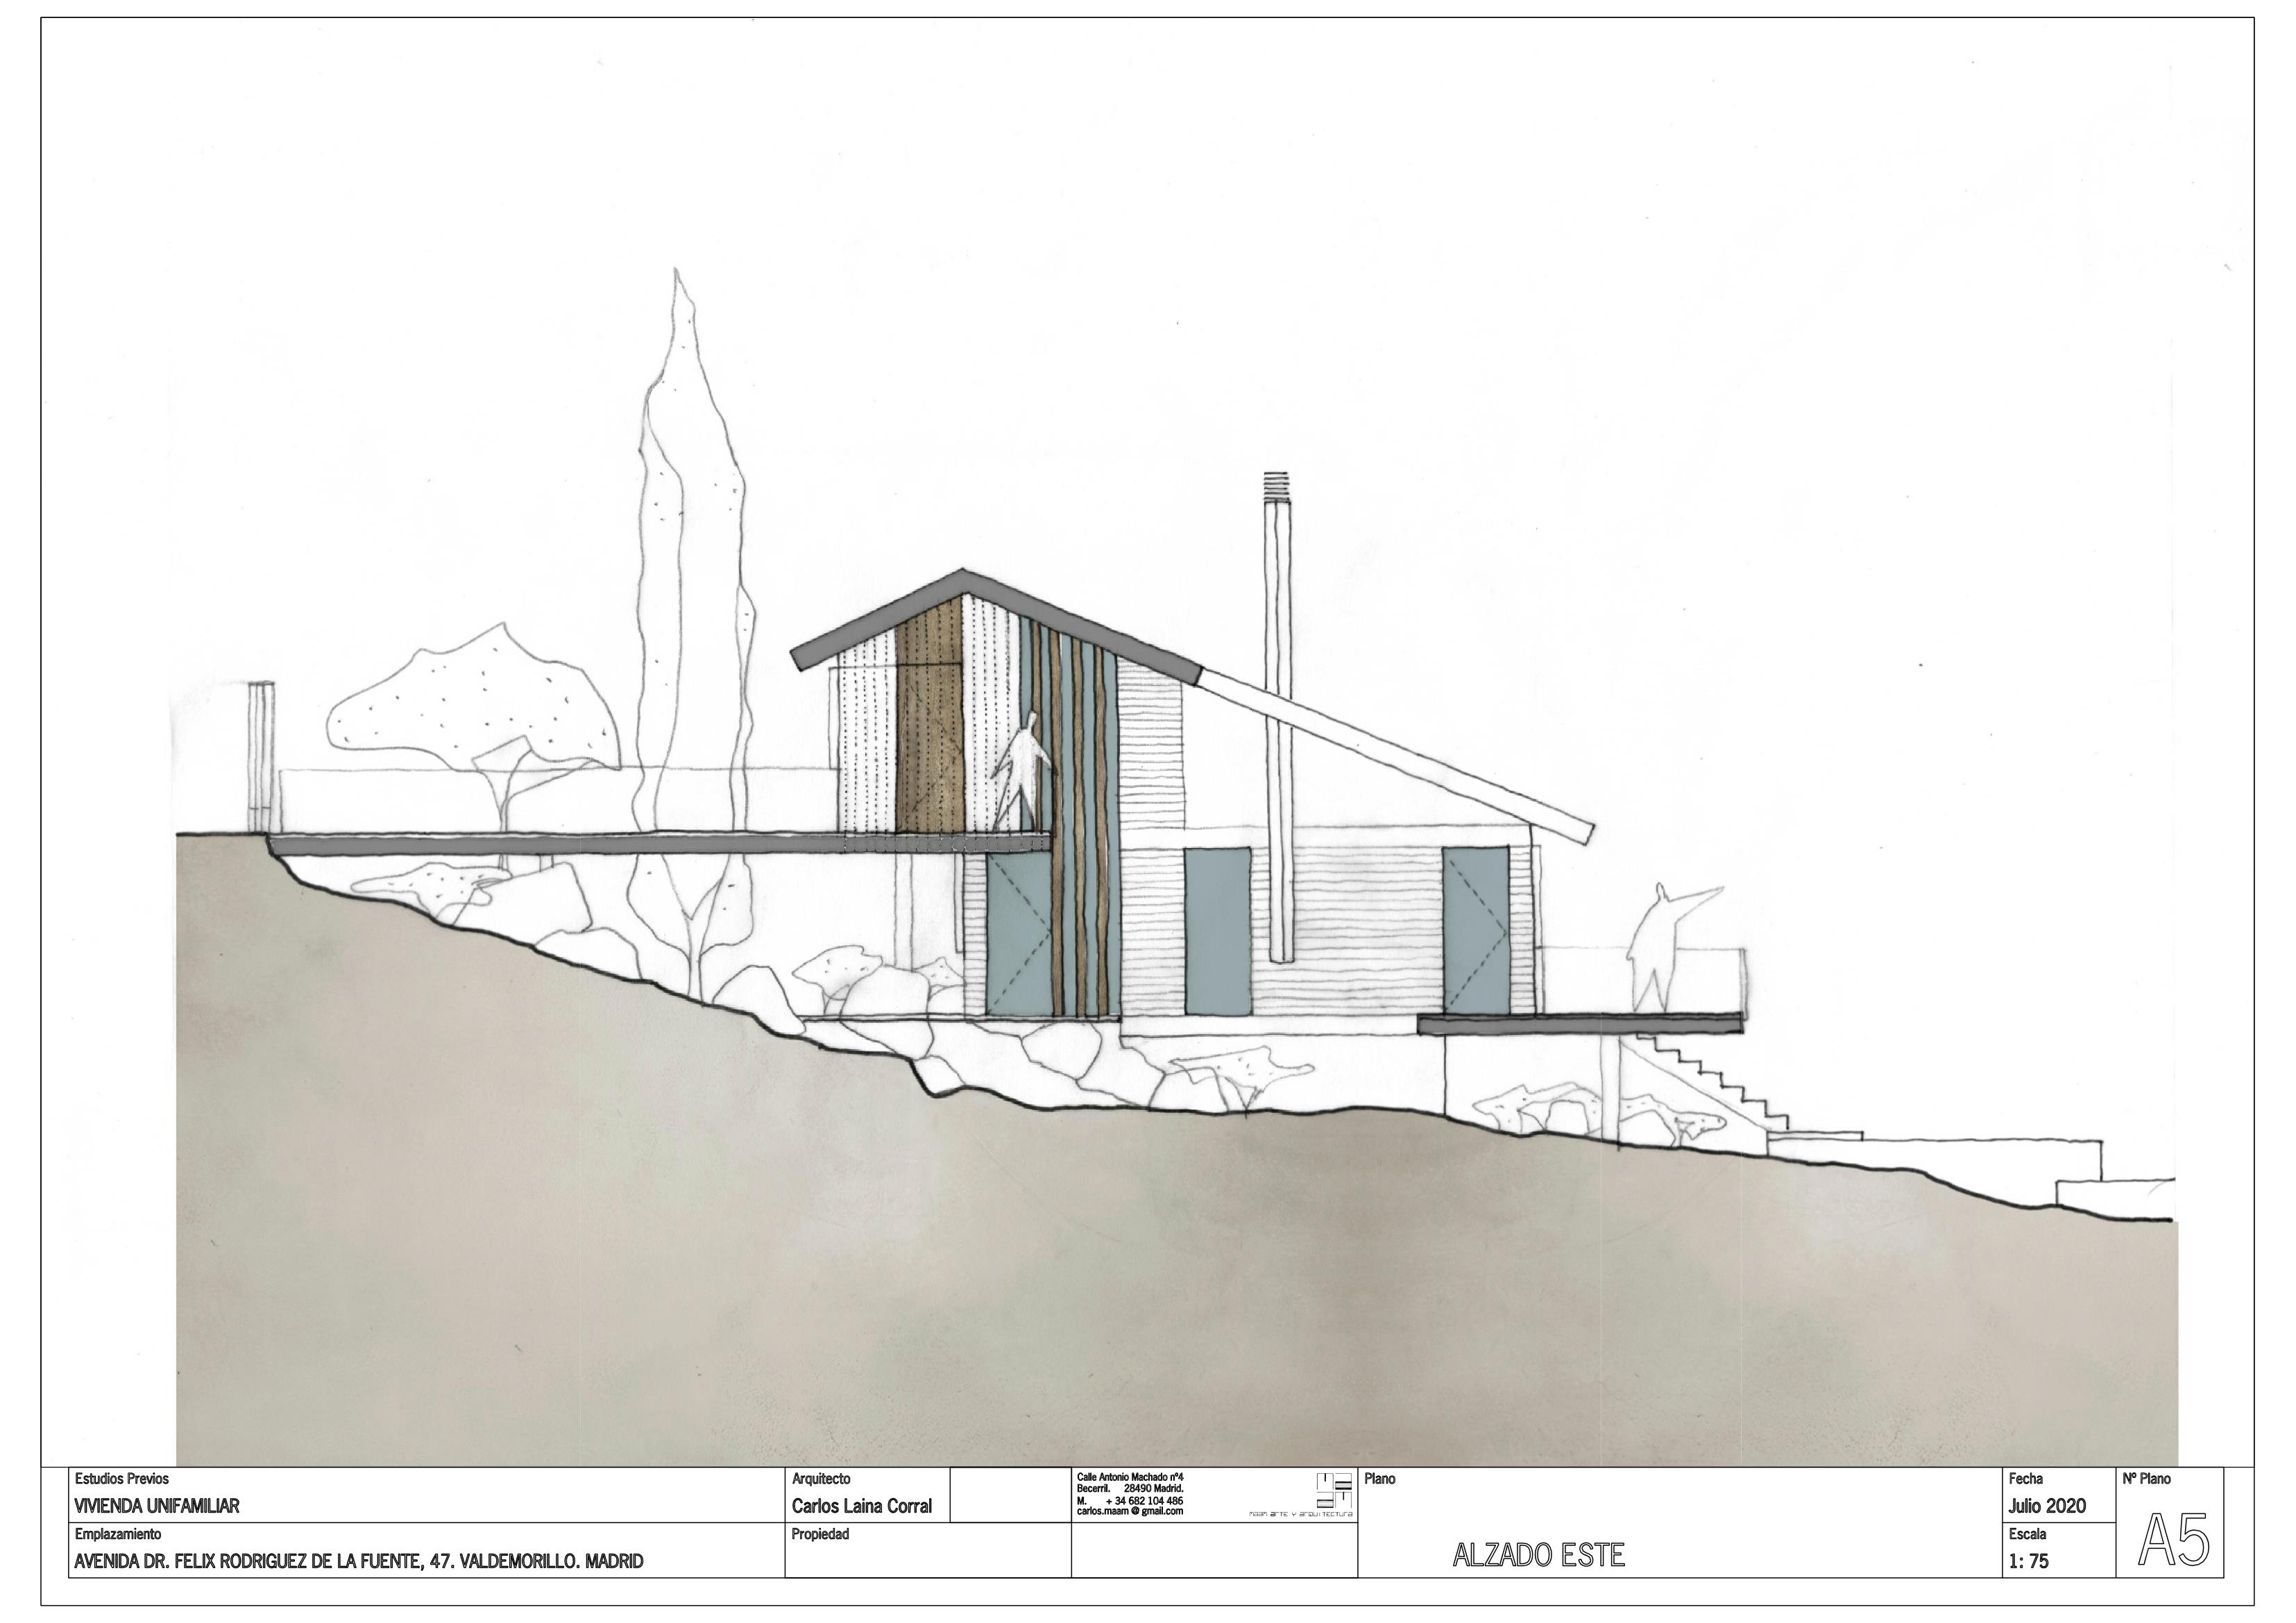 Estudios Previos
VIVIENDA UNIFAMILIAR
Emplazamiento
AVENIDA DR. FELIX RODRIGUEZ DE LA FUENTE, 47. VALDEMORILLO. MADRID
Arquitecto
Carlos Laina Corral
Propiedad
Calle Antonio Machado nº4
Becerril. 28490 Madrid.
M. + 34 682 104 486
carlos.maam @ gmail.com
maam arte y arquitectura
Plano
ALZADO ESTE
Fecha
Julio 2020
Escala
1: 75
Nº Plano
A5